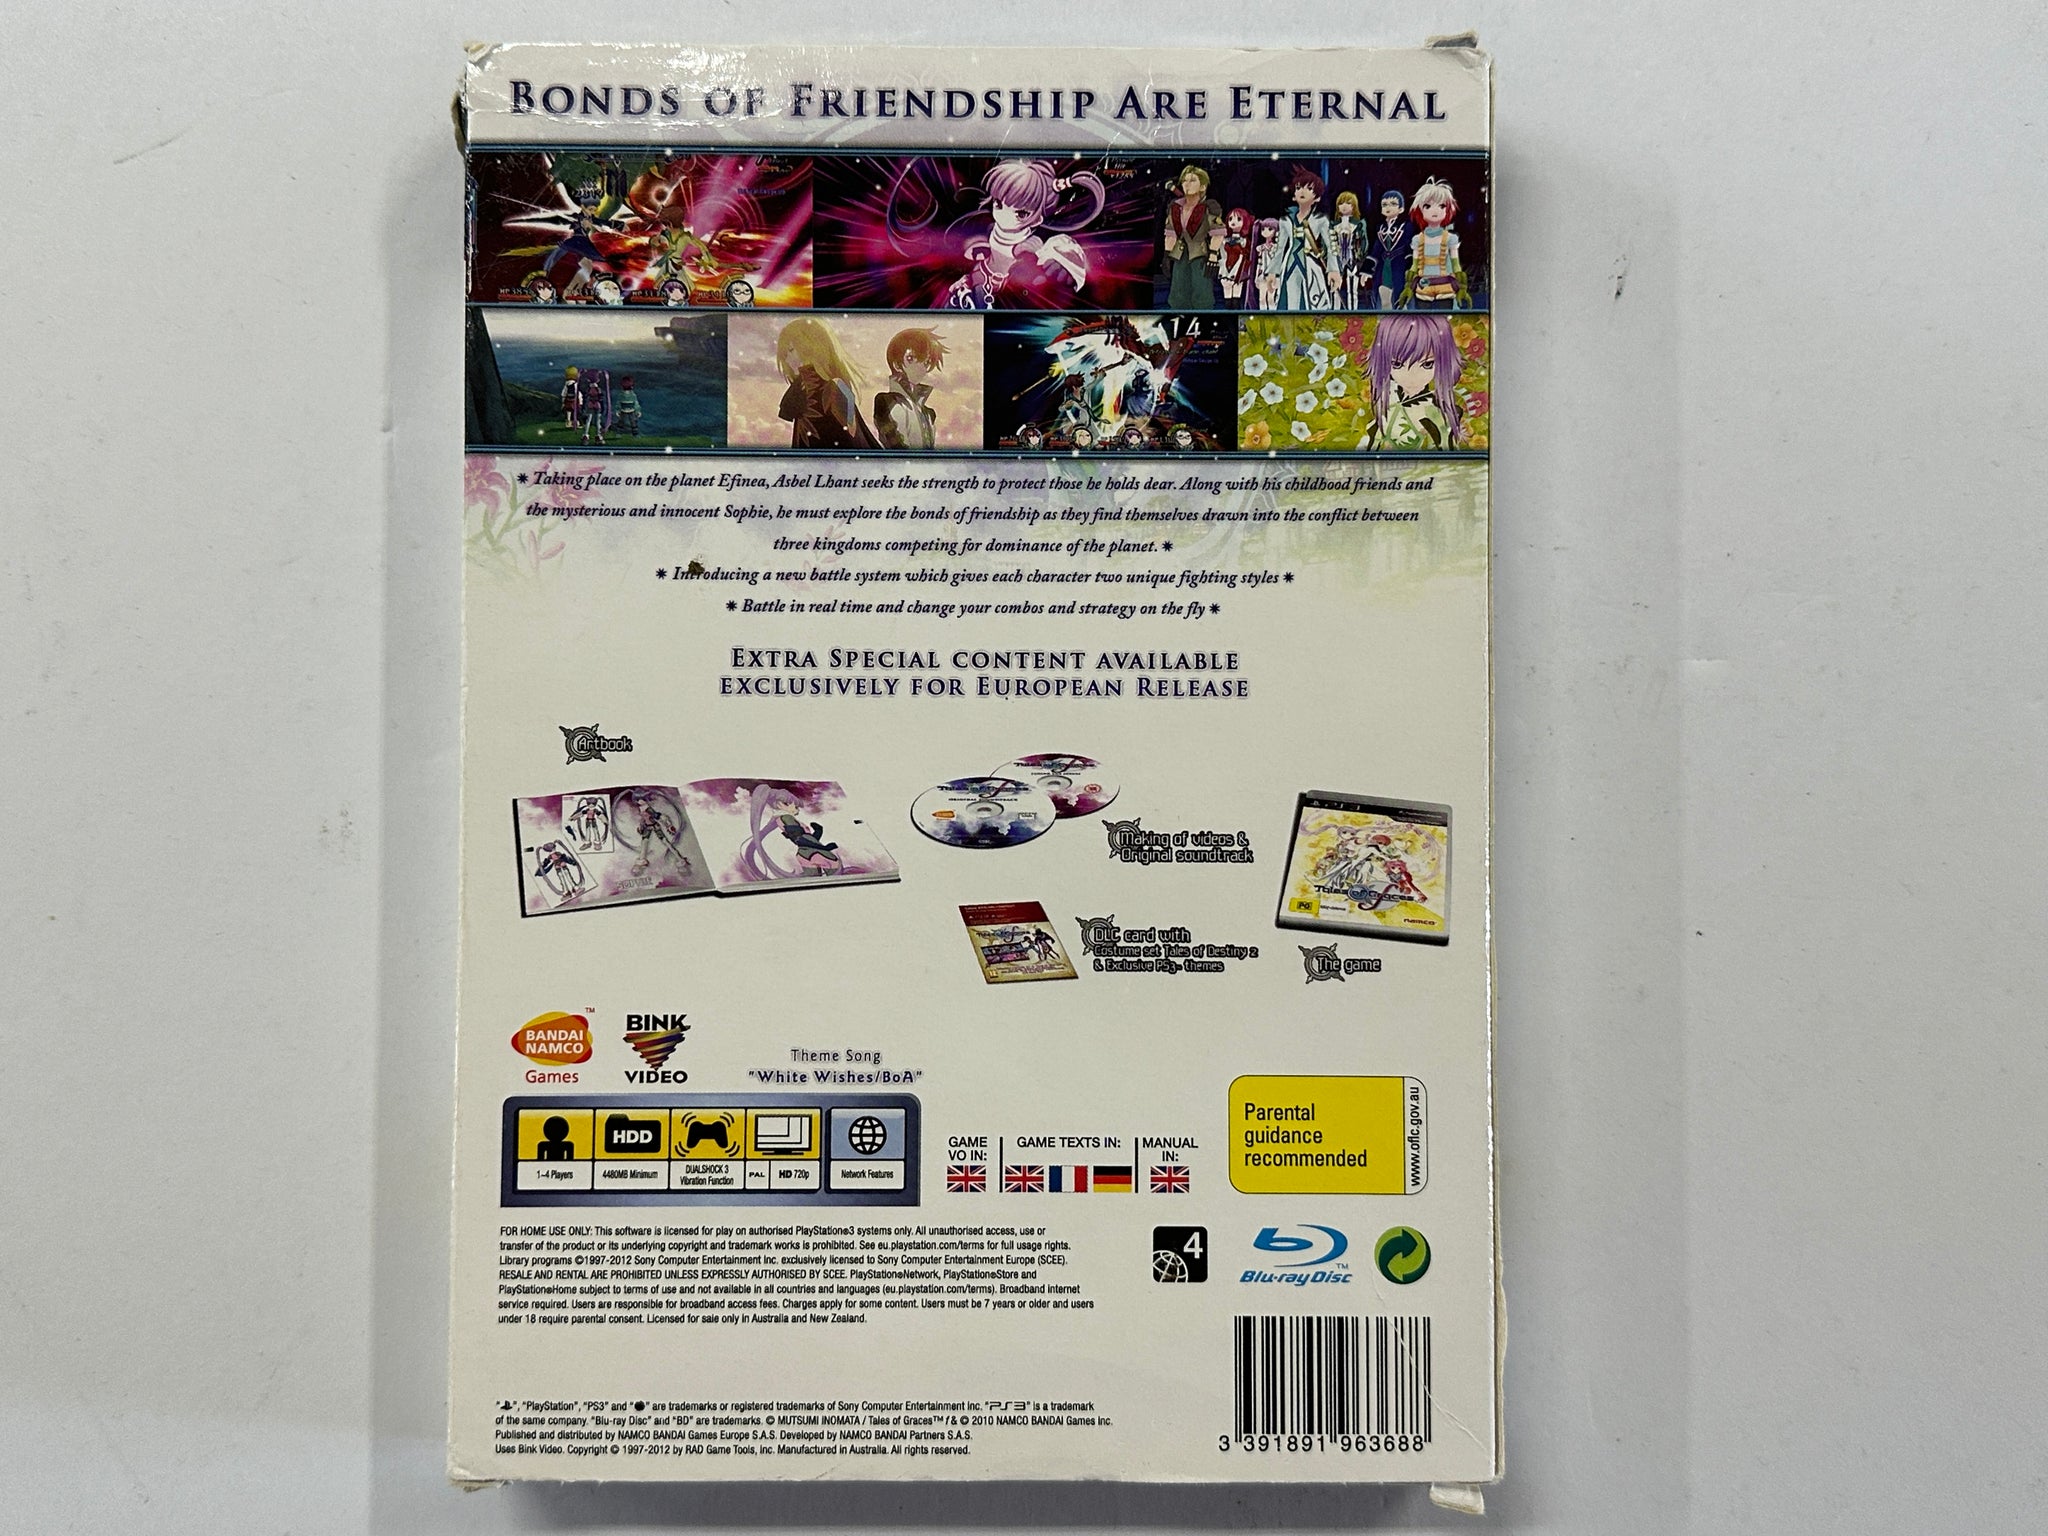 BONDS OF FRIENDSHIP ARE ETERNAL
14
* Taking place on the planet Efinea, Asbel Lhant seeks the strength to protect those he holds dear. Along with his childhood friends and
the mysterious and innocent Sophie, he must explore the bonds of friendship as they find themselves drawn into the conflict between
three kingdoms competing for dominance of the planet. *
* Introducing a new battle system which gives each character two unique fighting styles *
* Battle in real time and change your combos and strategy on the fly *
EXTRA SPECIAL CONTENT AVAILABLE
EXCLUSIVELY FOR EUROPEAN RELEASE
Artbook
SOPHIE
Tales of Graces f
ORIGINAL SOUNDTRACK
Making of videos &
Original soundtrack
DLC card with
Costume set Tales of Destiny 2
& Exclusive PS3™ themes
PS3
Tales of Graces f
PG
namco
The game
BANDAI
NAMCO
Games
™
BINK
VIDEO
Theme Song
"White Wishes/BoA"
HDD
1-4 Players
4480MB Minimum
DUALSHOCK 3
Vibration Function
PAL
HD 720p
Network Features
GAME
VO IN:
GAME TEXTS IN:
MANUAL
IN:
Parental
guidance
recommended
www.oflc.gov.au
FOR HOME USE ONLY: This software is licensed for play on authorised PlayStation®3 systems only. All unauthorised access, use or
transfer of the product or its underlying copyright and trademark works is prohibited. See eu.playstation.com/terms for full usage rights.
Library programs ©1997-2012 Sony Computer Entertainment Inc. exclusively licensed to Sony Computer Entertainment Europe (SCEE).
RESALE AND RENTAL ARE PROHIBITED UNLESS EXPRESSLY AUTHORISED BY SCEE. PlayStation®Network, PlayStation®Store and
PlayStation®Home subject to terms of use and not available in all countries and languages (eu.playstation.com/terms). Broadband internet
service required. Users are responsible for broadband access fees. Charges apply for some content. Users must be 7 years or older and users
under 18 require parental consent. Licensed for sale only in Australia and New Zealand.
4
Blu-ray Disc™
"PS", "PlayStation", "PS3" and "●" are trademarks or registered trademarks of Sony Computer Entertainment Inc. "PS3" is a trademark
of the same company. "Blu-ray Disc" and "BD" are trademarks. © MUTSUMI INOMATA / Tales of Graces™ f & © 2010 NAMCO BANDAI Games Inc.
Published and distributed by NAMCO BANDAI Games Europe S.A.S. Developed by NAMCO BANDAI Partners S.A.S.
Uses Bink Video. Copyright © 1997-2012 by RAD Game Tools, Inc. Manufactured in Australia. All rights reserved.
3 391891 963688